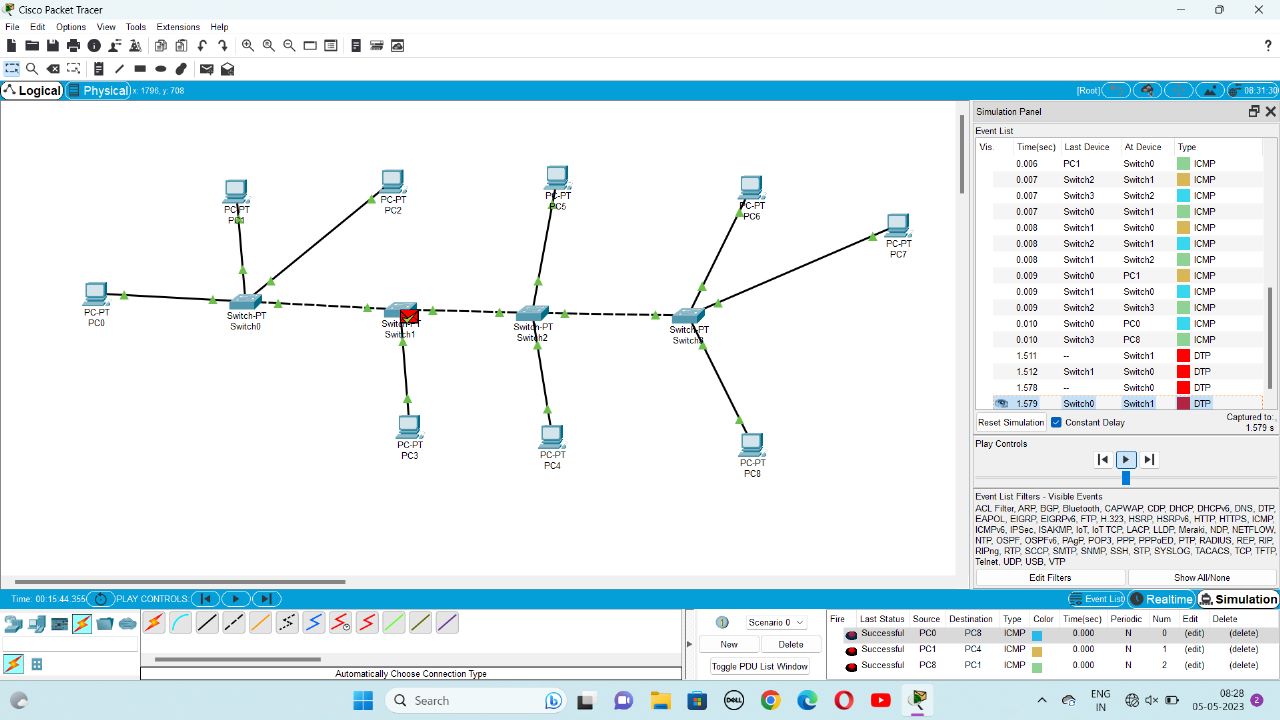 Cisco Packet Tracer
File Edit Options View Tools Extensions Help
?
Logical Physical x: 1796, y: 708 [Root] 08:31:30
Simulation Panel
Event List
Vis. Time(sec) Last Device At Device Type
0.006 PC1 Switch0 ICMP
0.007 Switch2 Switch1 ICMP
0.007 Switch3 Switch2 ICMP
0.007 Switch0 Switch1 ICMP
0.008 Switch1 Switch0 ICMP
0.008 Switch2 Switch1 ICMP
0.008 Switch1 Switch2 ICMP
0.009 Switch0 PC1 ICMP
0.009 Switch1 Switch0 ICMP
0.009 Switch2 Switch3 ICMP
0.010 Switch0 PC0 ICMP
0.010 Switch3 PC8 ICMP
1.511 -- Switch1 DTP
1.512 Switch1 Switch0 DTP
1.578 -- Switch0 DTP
1.579 Switch0 Switch1 DTP
Reset Simulation Constant Delay Captured to:
1.579 s
Play Controls
Event List Filters - Visible Events
ACL Filter, ARP, BGP, Bluetooth, CAPWAP, CDP, DHCP, DHCPv6, DNS, DTP,
EAPOL, EIGRP, EIGRPv6, FTP, H.323, HSRP, HSRPv6, HTTP, HTTPS, ICMP,
ICMPv6, IPSec, ISAKMP, IoT, IoT TCP, LACP, LLDP, Meraki, NDP, NETFLOW,
NTP, OSPF, OSPFv6, PAgP, POP3, PPP, PPPoED, PTP, RADIUS, REP, RIP,
RIPng, RTP, SCCP, SMTP, SNMP, SSH, STP, SYSLOG, TACACS, TCP, TFTP,
Telnet, UDP, USB, VTP
Edit Filters Show All/None
PC-PT
PC1
PC-PT
PC2
PC-PT
PC5
PC-PT
PC6
PC-PT
PC7
PC-PT
PC0
Switch-PT
Switch0
Switch-PT
Switch1
Switch-PT
Switch2
Switch-PT
Switch3
PC-PT
PC3
PC-PT
PC4
PC-PT
PC8
Time: 00:15:44.355 PLAY CONTROLS: Event List Realtime Simulation
Automatically Choose Connection Type
Scenario 0
New Delete
Toggle PDU List Window
Fire Last Status Source Destination Type Color Time(sec) Periodic Num Edit Delete
Successful PC0 PC8 ICMP 0.000 N 0 (edit) (delete)
Successful PC1 PC4 ICMP 0.000 N 1 (edit) (delete)
Successful PC8 PC1 ICMP 0.000 N 2 (edit) (delete)
Search
DELL
ENG
IN
08:28
05-05-2023
2